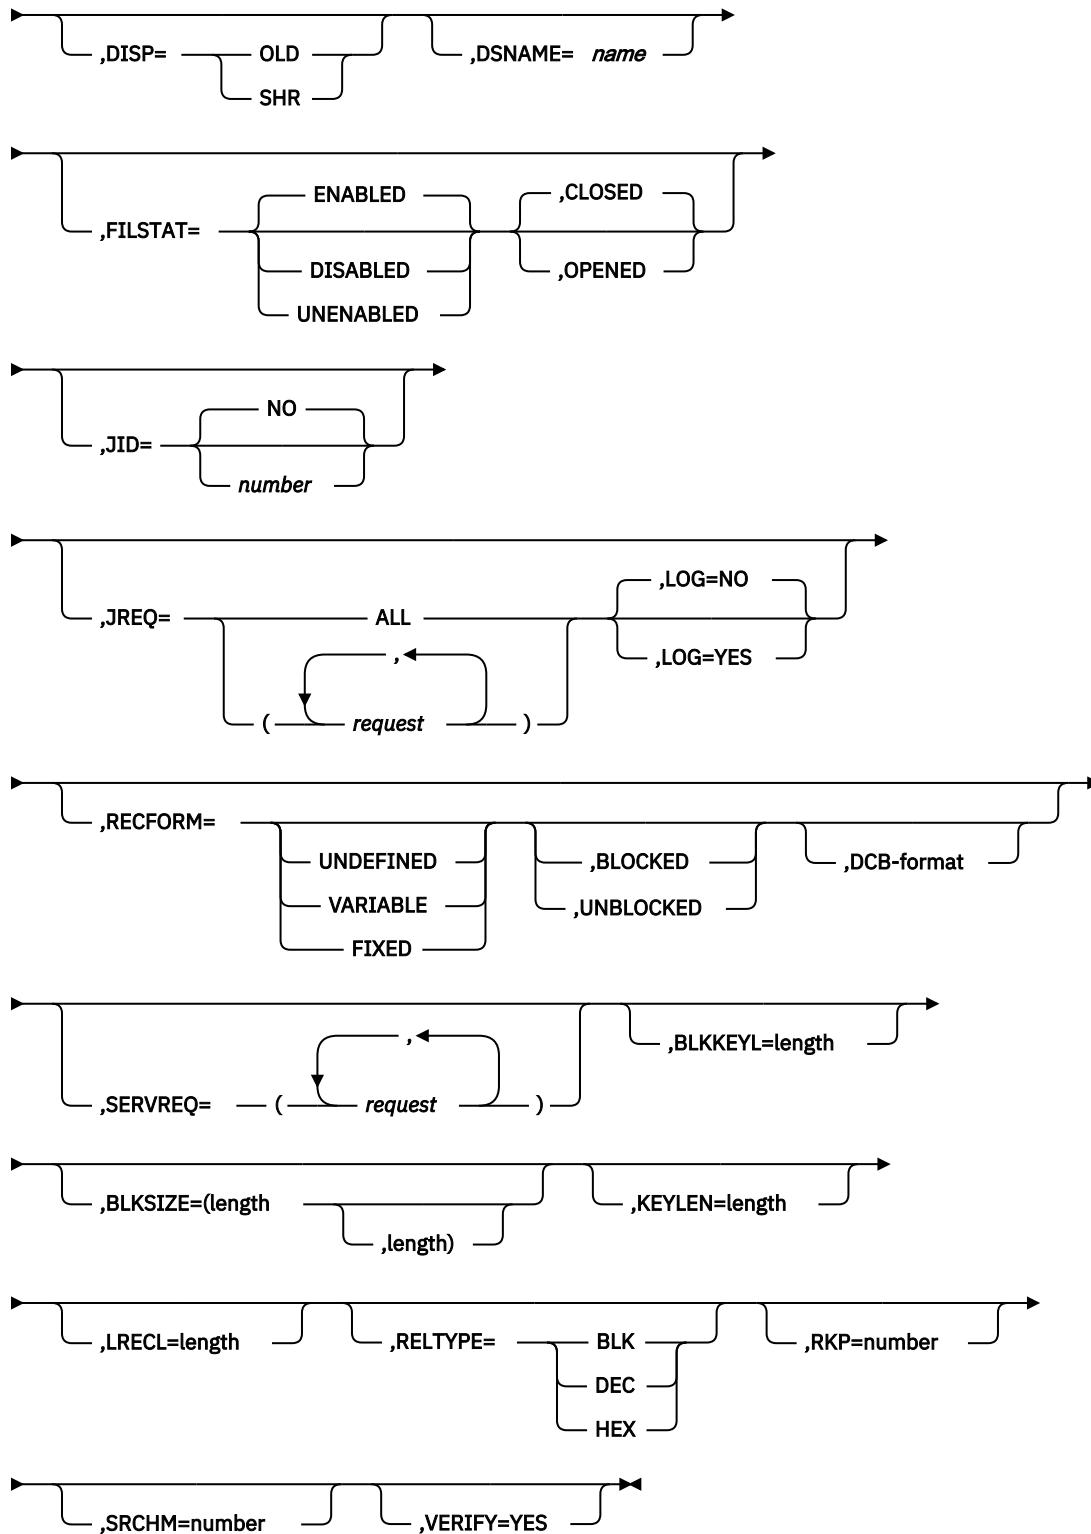 ,DISP= OLD ,DSNAME= name
SHR
ENABLED ,CLOSED
,FILSTAT=
DISABLED ,OPENED
UNENABLED
NO
,JID=
number
,LOG=NO
,JREQ= ALL
, ,LOG=YES
( request )
,RECFORM=
UNDEFINED ,BLOCKED ,DCB-format
VARIABLE ,UNBLOCKED
FIXED
, ,BLKKEYL=length
,SERVREQ= ( request )
,BLKSIZE=(length ,KEYLEN=length
,length)
,LRECL=length ,RELTYPE= BLK ,RKP=number
DEC
HEX
,SRCHM=number ,VERIFY=YES